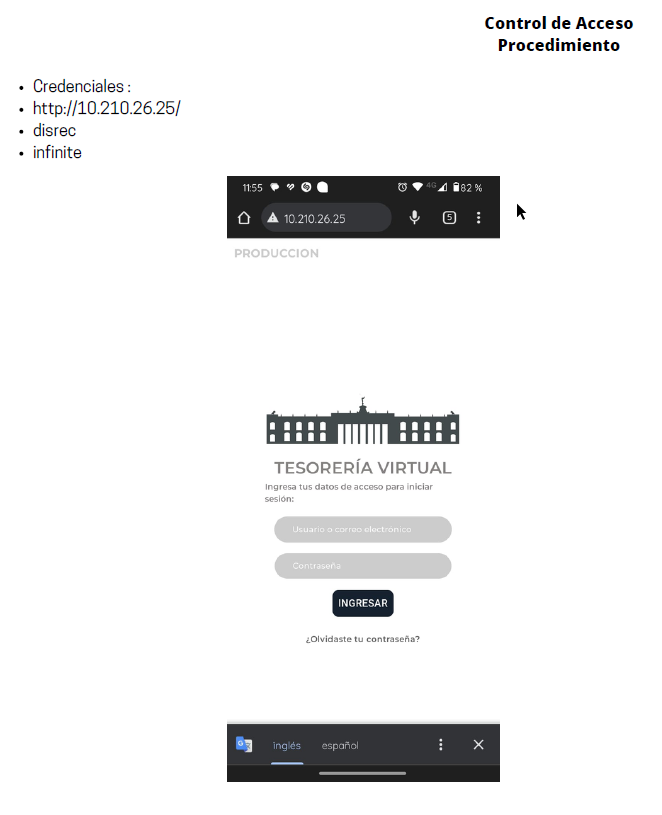 Control de Acceso
Procedimiento
• Credenciales :
• http://10.210.26.25/
• disrec
• infinite
11:55 4G 82 %
10.210.26.25 5
PRODUCCION
TESORERÍA VIRTUAL
Ingresa tus datos de acceso para iniciar
sesión:
Usuario o correo electrónico
Contraseña
INGRESAR
¿Olvidaste tu contraseña?
inglés español